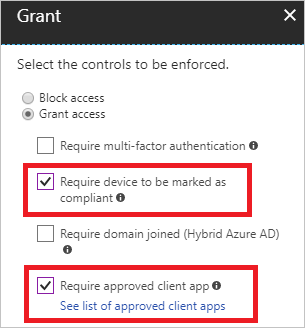 Grant
Select the controls to be enforced.
Block access
Grant access
Require multi-factor authentication
Require device to be marked as
compliant
Require domain joined (Hybrid Azure AD)
Require approved client app
See list of approved client apps